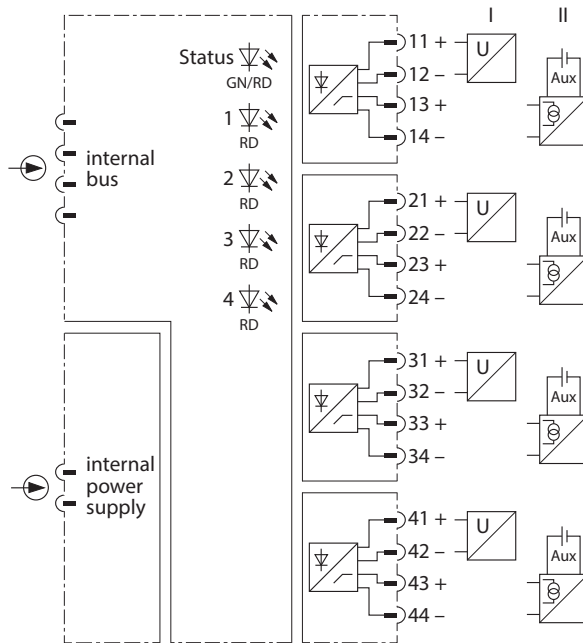 I II
Status
GN/RD
1
RD
2
RD
3
RD
4
RD
internal
bus
internal
power
supply
11 +
12 –
13 +
14 –
U
Aux
21 +
22 –
23 +
24 –
U
Aux
31 +
32 –
33 +
34 –
U
Aux
41 +
42 –
43 +
44 –
U
Aux